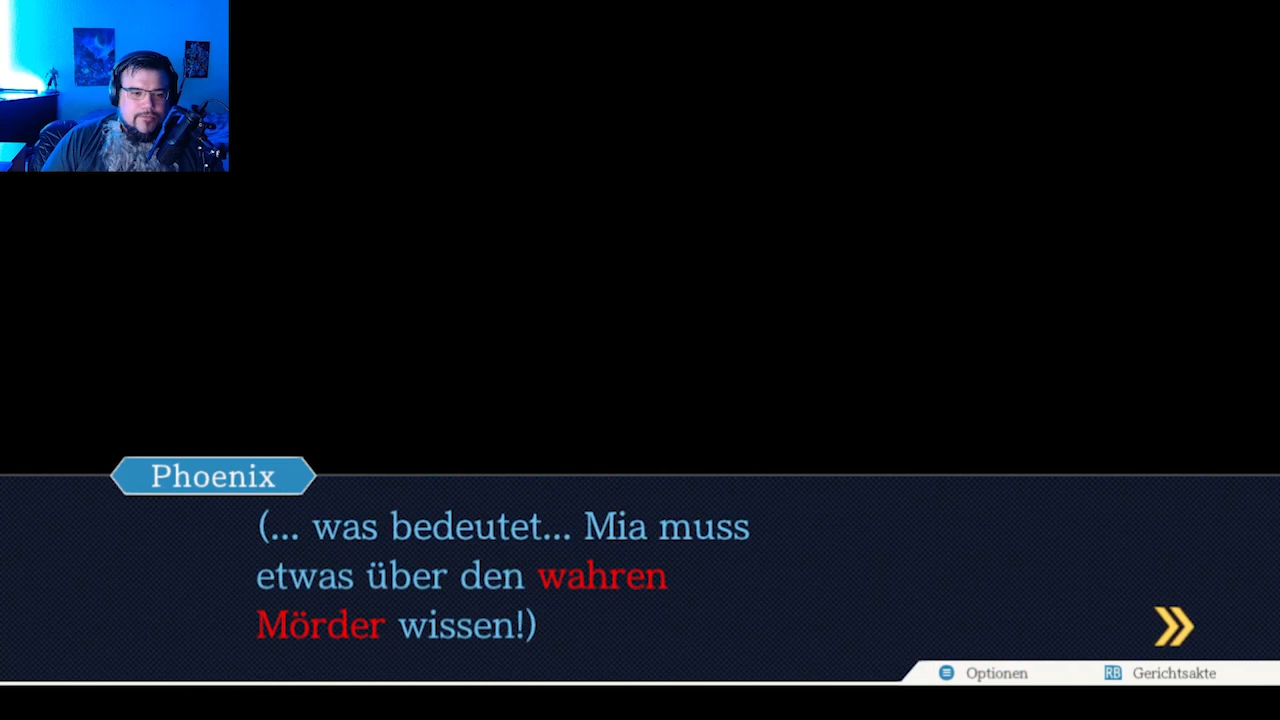 Phoenix
(... was bedeutet... Mia muss
etwas über den wahren
Mörder wissen!)
Optionen
RB Gerichtsakte